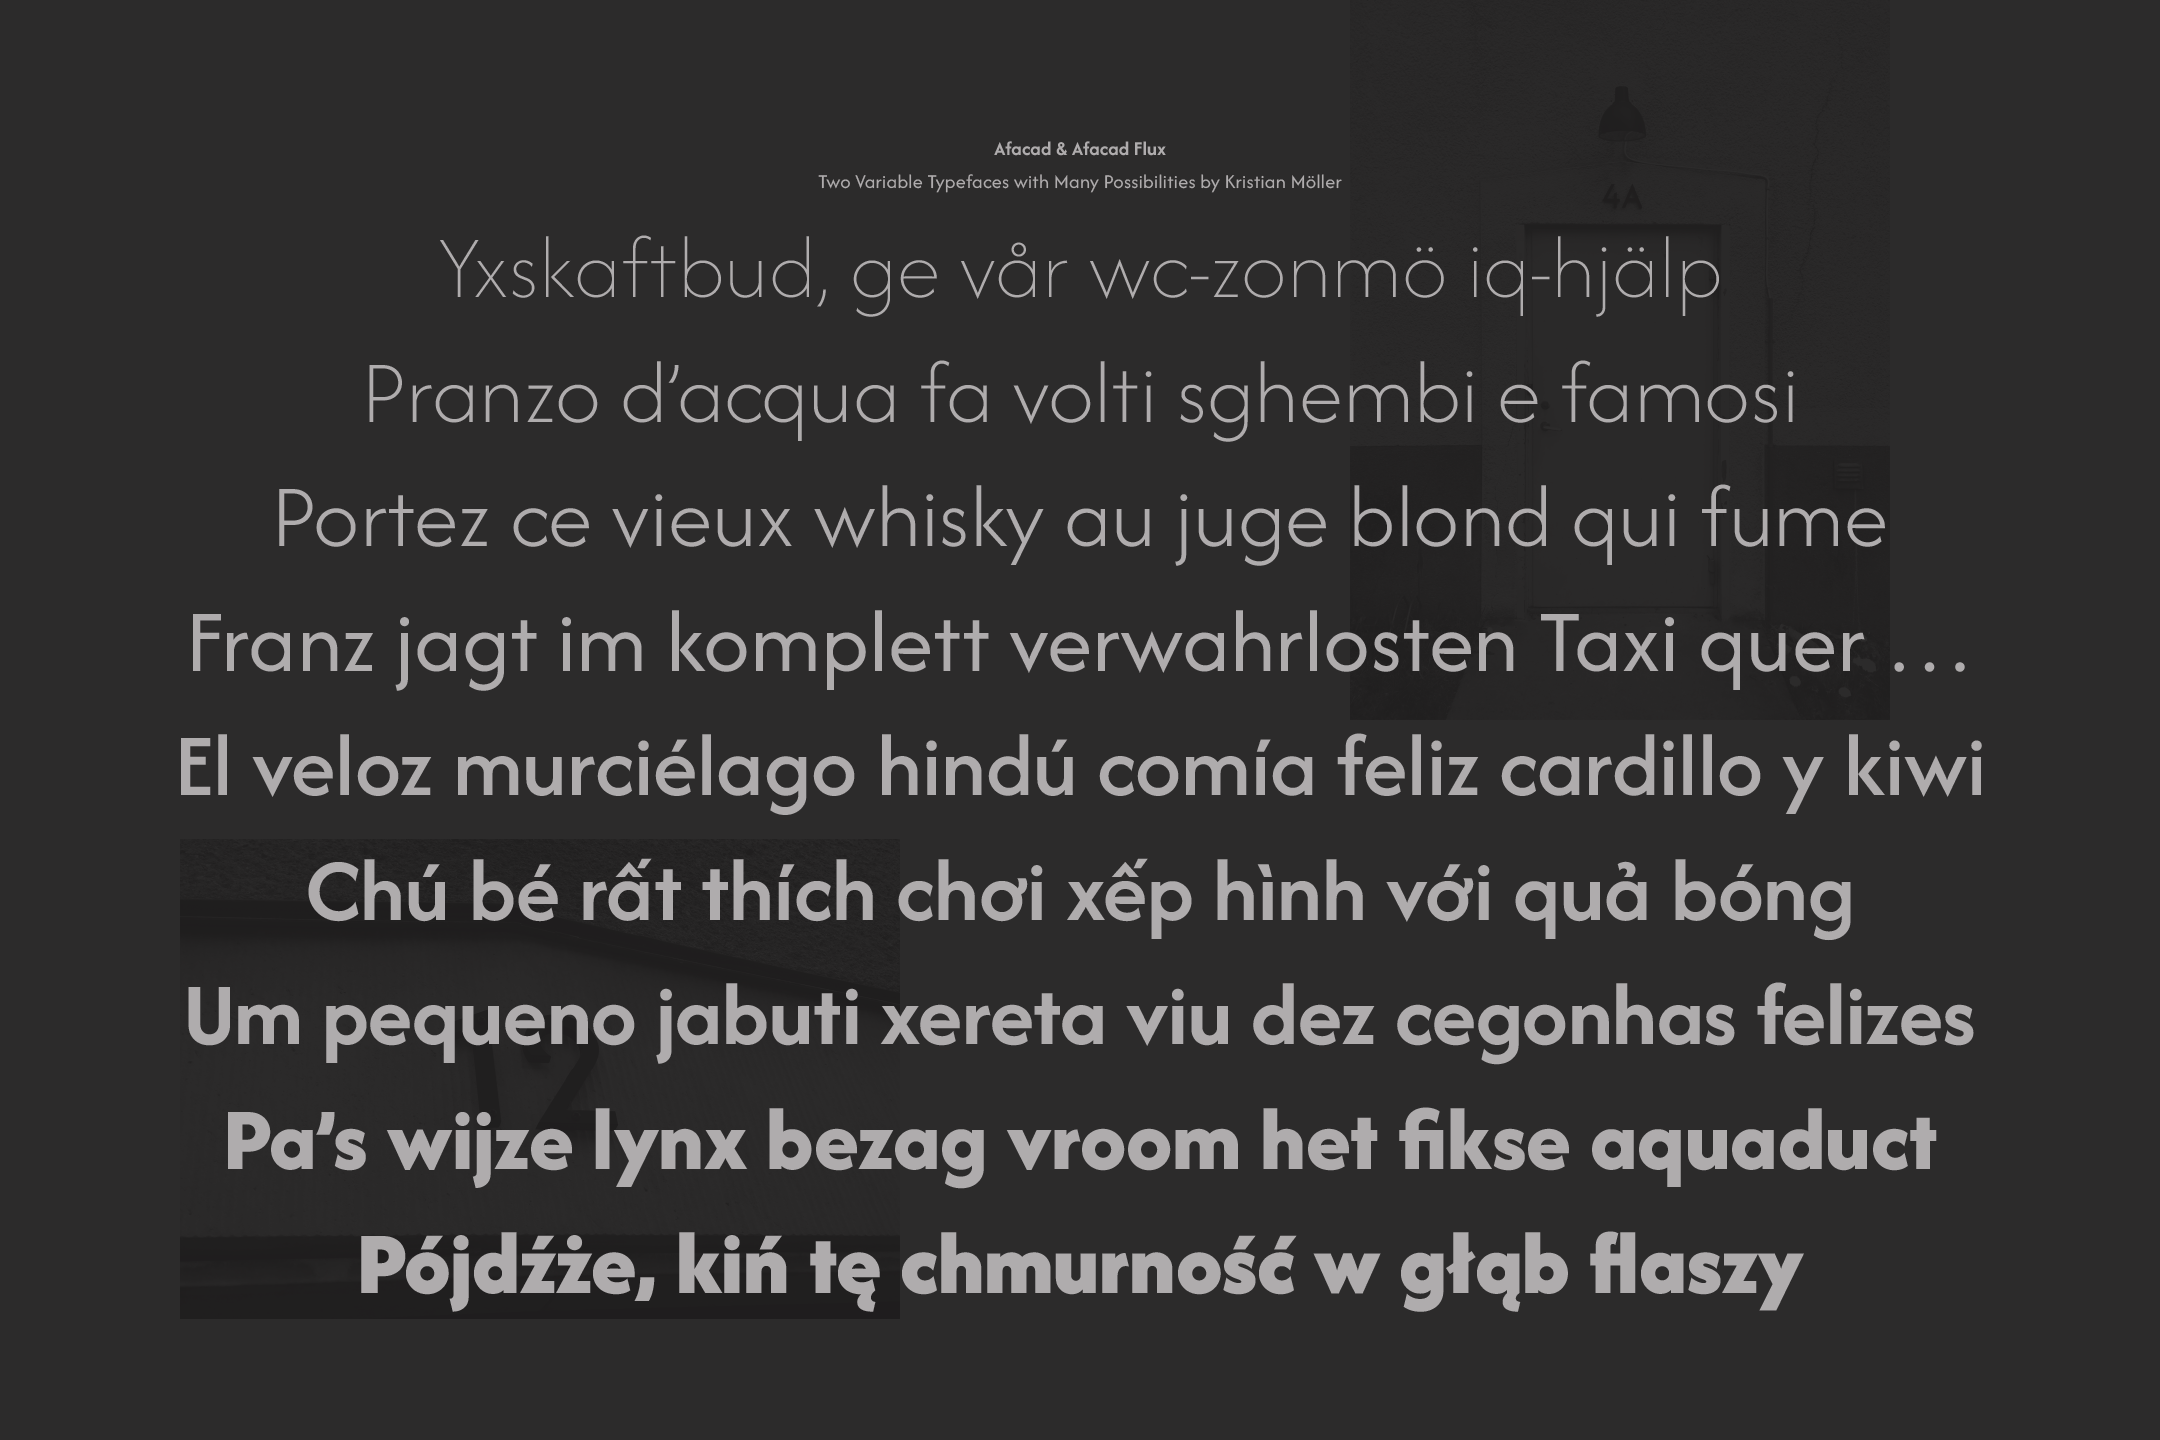 Afacad & Afacad Flux
Two Variable Typefaces with Many Possibilities by Kristian Möller
4A
Yxskaftbud, ge vår wc-zonmö iq-hjälp
Pranzo d’acqua fa volti sghembi e famosi
Portez ce vieux whisky au juge blond qui fume
Franz jagt im komplett verwahrlosten Taxi quer …
El veloz murciélago hindú comía feliz cardillo y kiwi
Chú bé rất thích chơi xếp hình với quả bóng
Um pequeno jabuti xereta viu dez cegonhas felizes
12
Pa’s wijze lynx bezag vroom het fikse aquaduct
Pójdźże, kiń tę chmurność w głąb flaszy